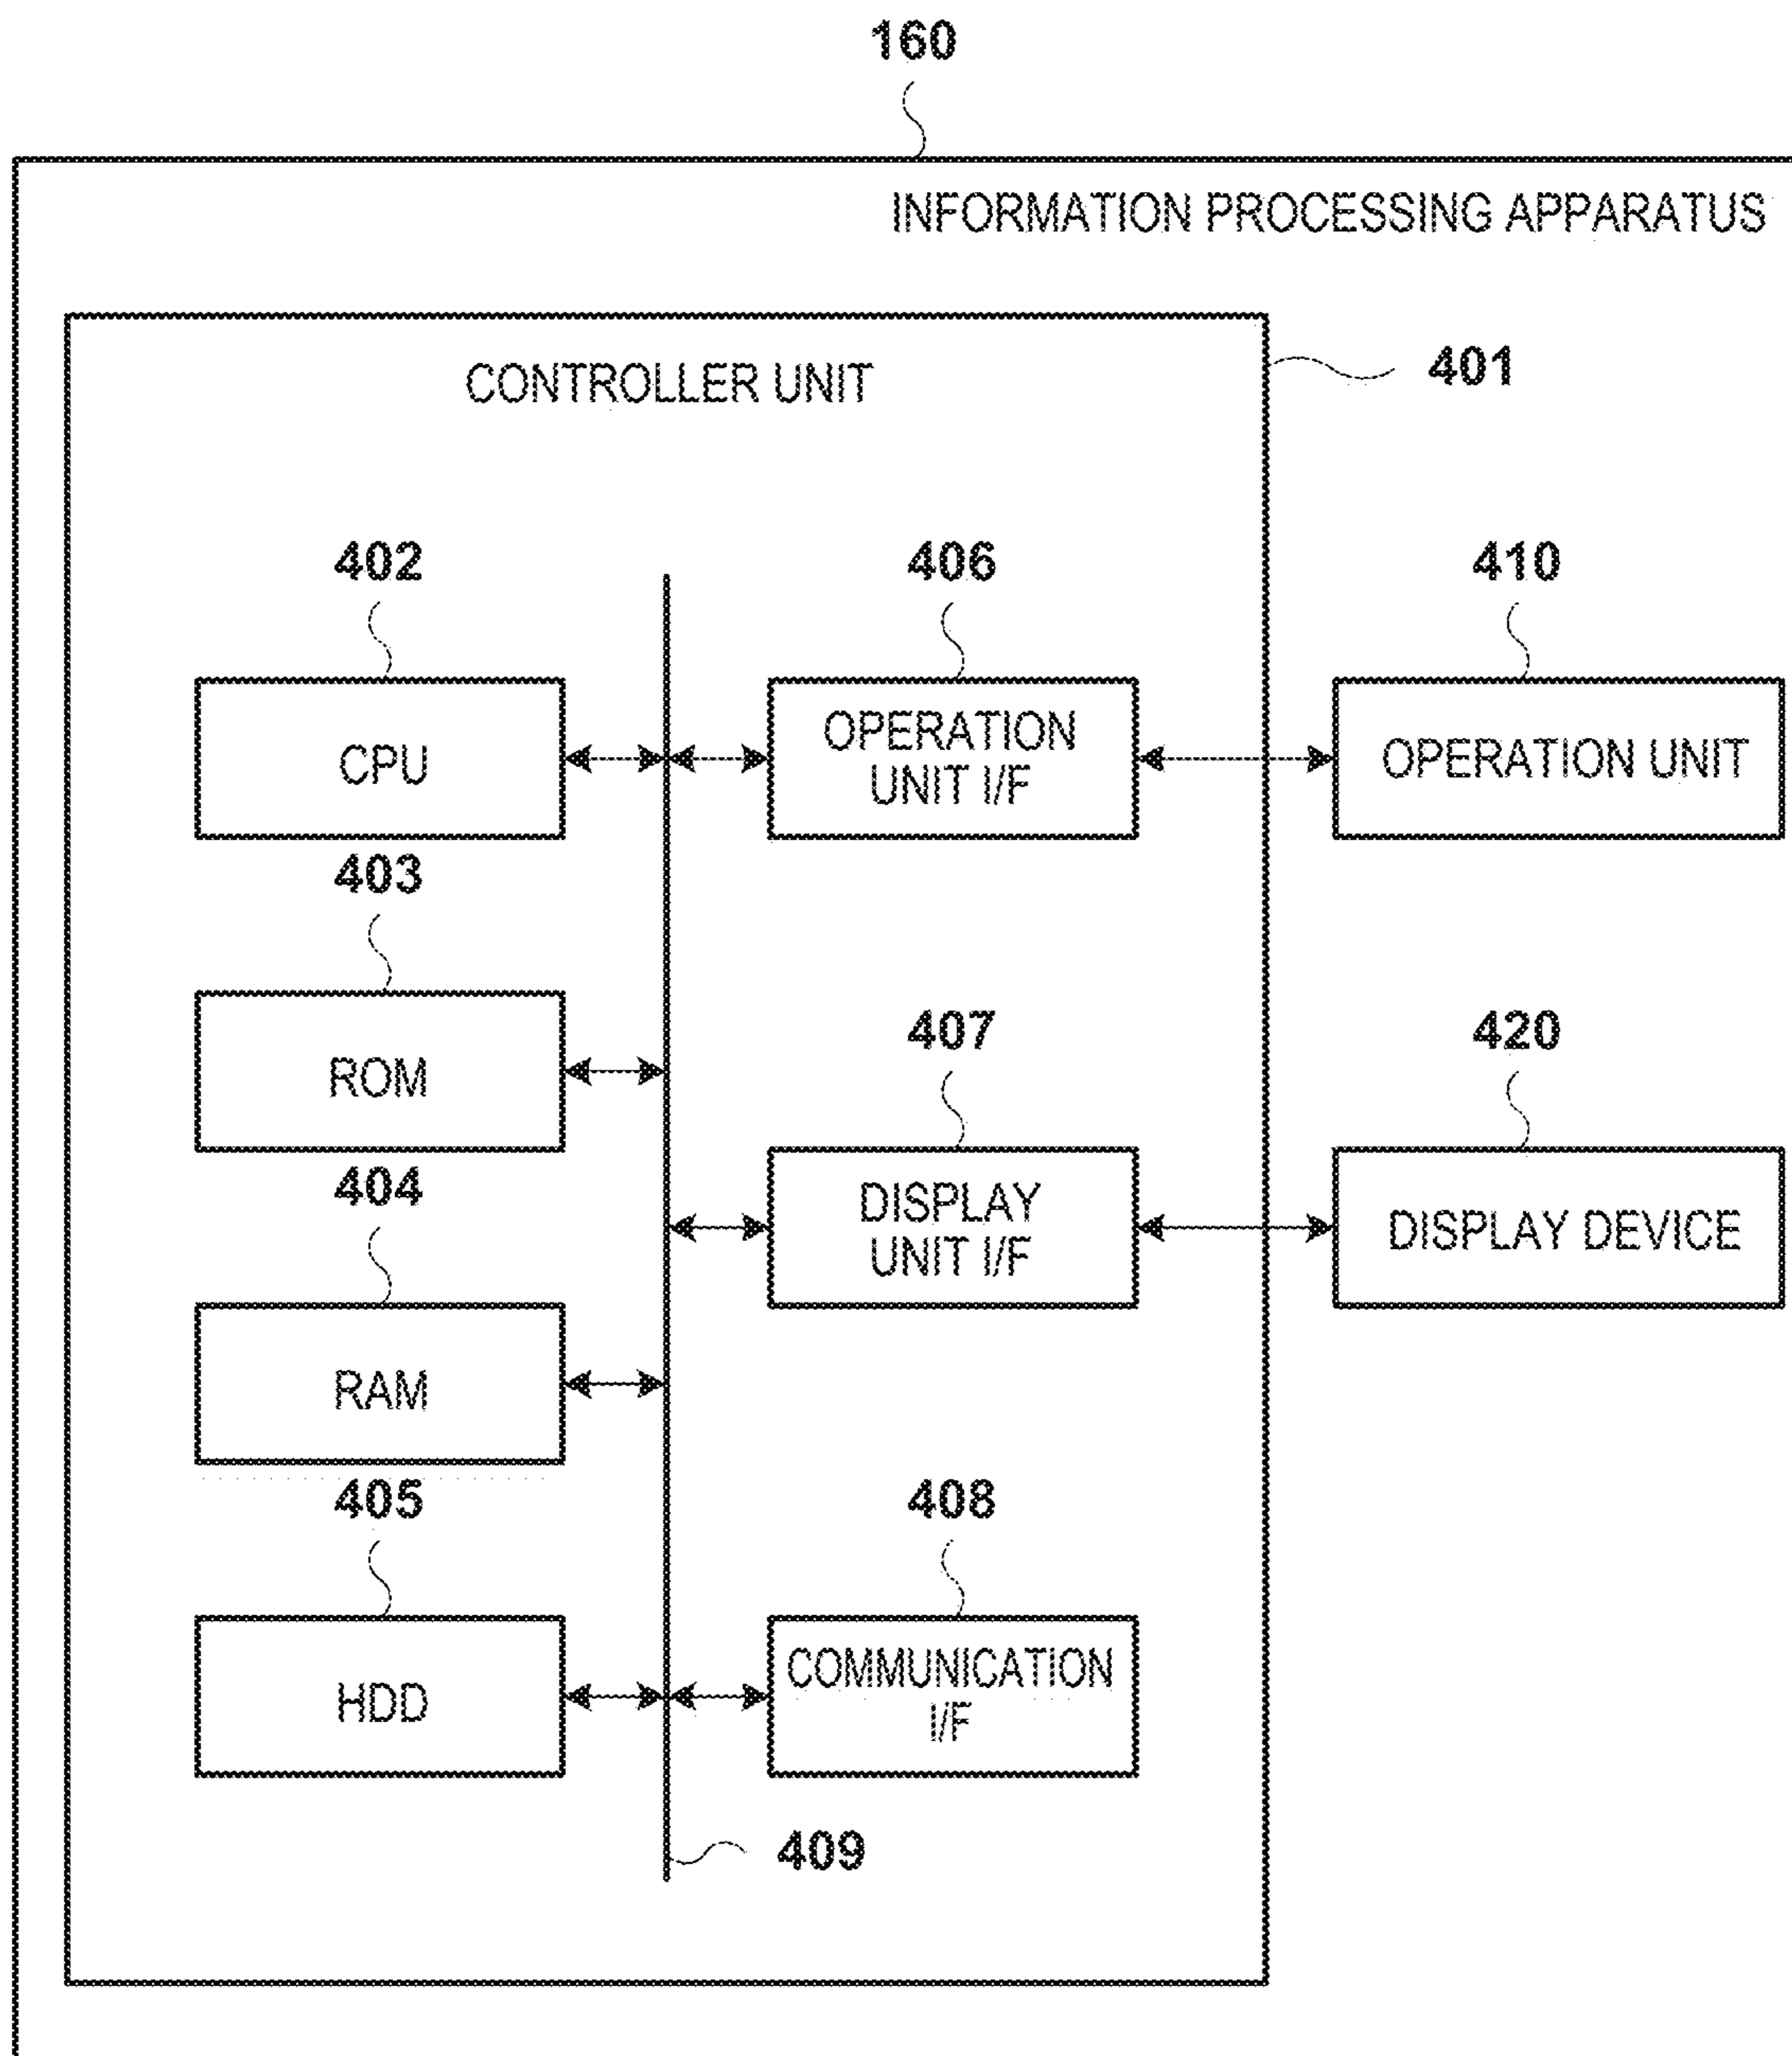 160
INFORMATION PROCESSING APPARATUS
CONTROLLER UNIT
401
402
406
410
CPU
OPERATION
UNIT I/F
OPERATION UNIT
403
ROM
407
420
DISPLAY
UNIT I/F
DISPLAY DEVICE
404
RAM
405
408
HDD
COMMUNICATION
I/F
409